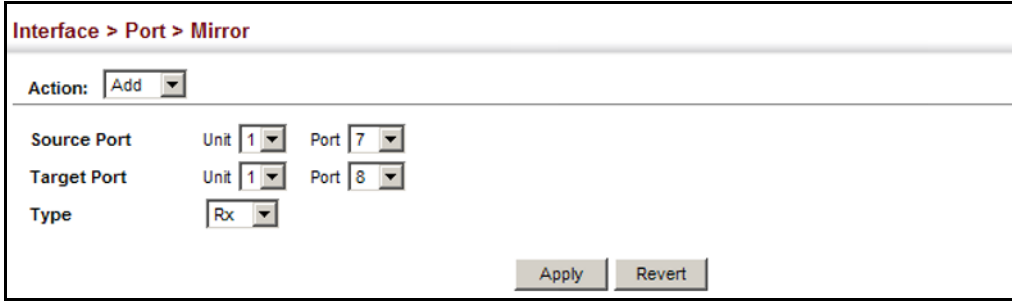 Interface > Port > Mirror
Action: Add
Source Port Unit 1 Port 7
Target Port Unit 1 Port 8
Type Rx
Apply Revert